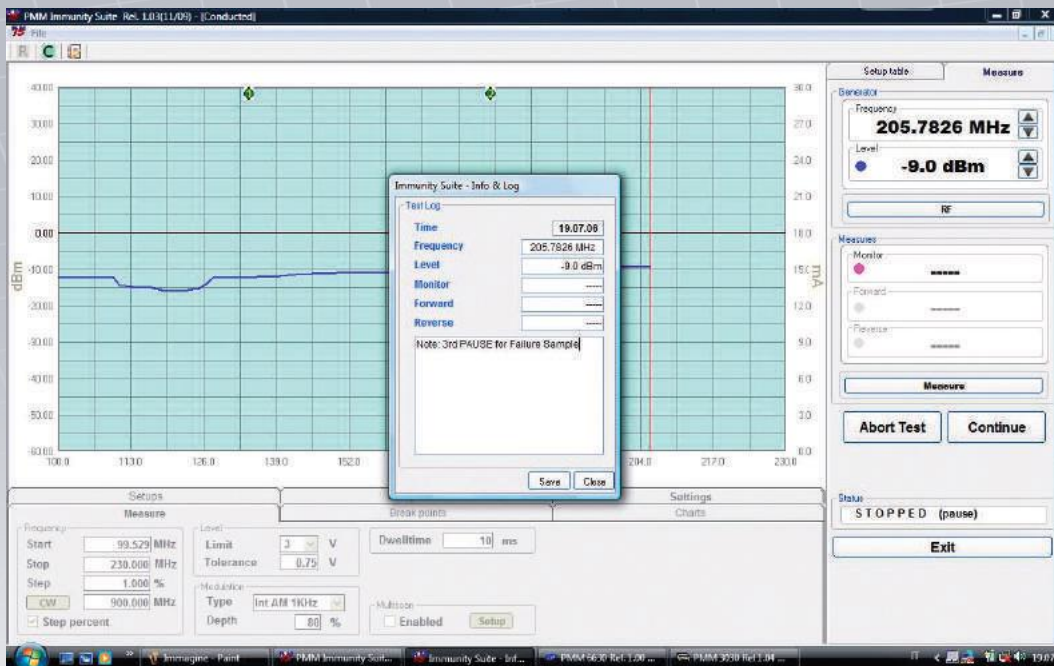 PMM Immunity Suite Rel. 1.03(11/09) - [Conducted]
File
R C
40.00
30.00
20.00
10.00
0.00
-10.00
-20.00
-30.00
-40.00
-50.00
-60.00
dBm
30.0
27.0
24.0
21.0
18.0
15.0
12.0
9.0
6.0
3.0
0.0
mA
100.0 113.0 126.0 139.0 152.0 204.0 217.0 230.0
Immunity Suite - Info & Log
Test Log
Time 19.07.06
Frequency 205.7826 MHz
Level -9.0 dBm
Monitor -----
Forward -----
Reverse -----
Note: 3rd PAUSE for Failure Sample
Save Close
Setup table Measure
Generator
Frequency
205.7826 MHz
Level
-9.0 dBm
RF
Measures
Monitor
-----
Forward
-----
Reverse
-----
Measure
Abort Test Continue
Status
STOPPED (pause)
Exit
Setups Settings
Measure Break points Charts
Frequency
Start 99.529 MHz
Stop 230.000 MHz
Step 1.000 %
CW 900.000 MHz
Step percent
Level
Limit 3 V
Tolerance 0.75 V
Modulation
Type Int AM 1KHz
Depth 80 %
Dwelltime 10 ms
Multiscan
Enabled Setup
Immagine - Paint
PMM Immunity Suit...
Immunity Suite - Inf...
PMM 6630 Rel.1.00 ...
PMM 3030 Rel 1.04 ...
IT
19.07